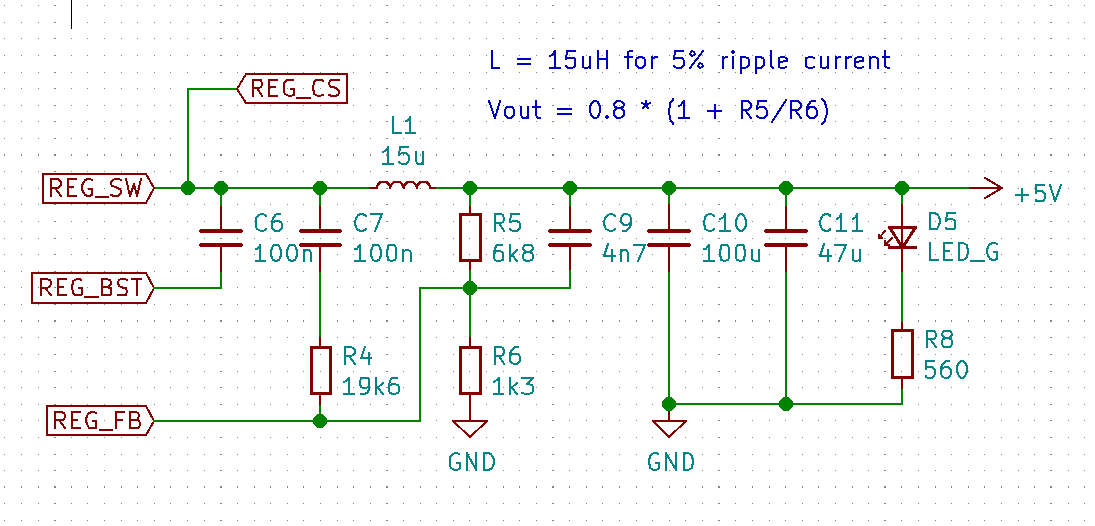 L = 15uH for 5% ripple current
REG_CS
Vout = 0.8 * (1 + R5/R6)
L1
15u
REG_SW
+5V
C6
100n
C7
100n
R5
6k8
C9
4n7
C10
100u
C11
47u
D5
LED_G
REG_BST
R4
19k6
R6
1k3
R8
560
REG_FB
GND
GND